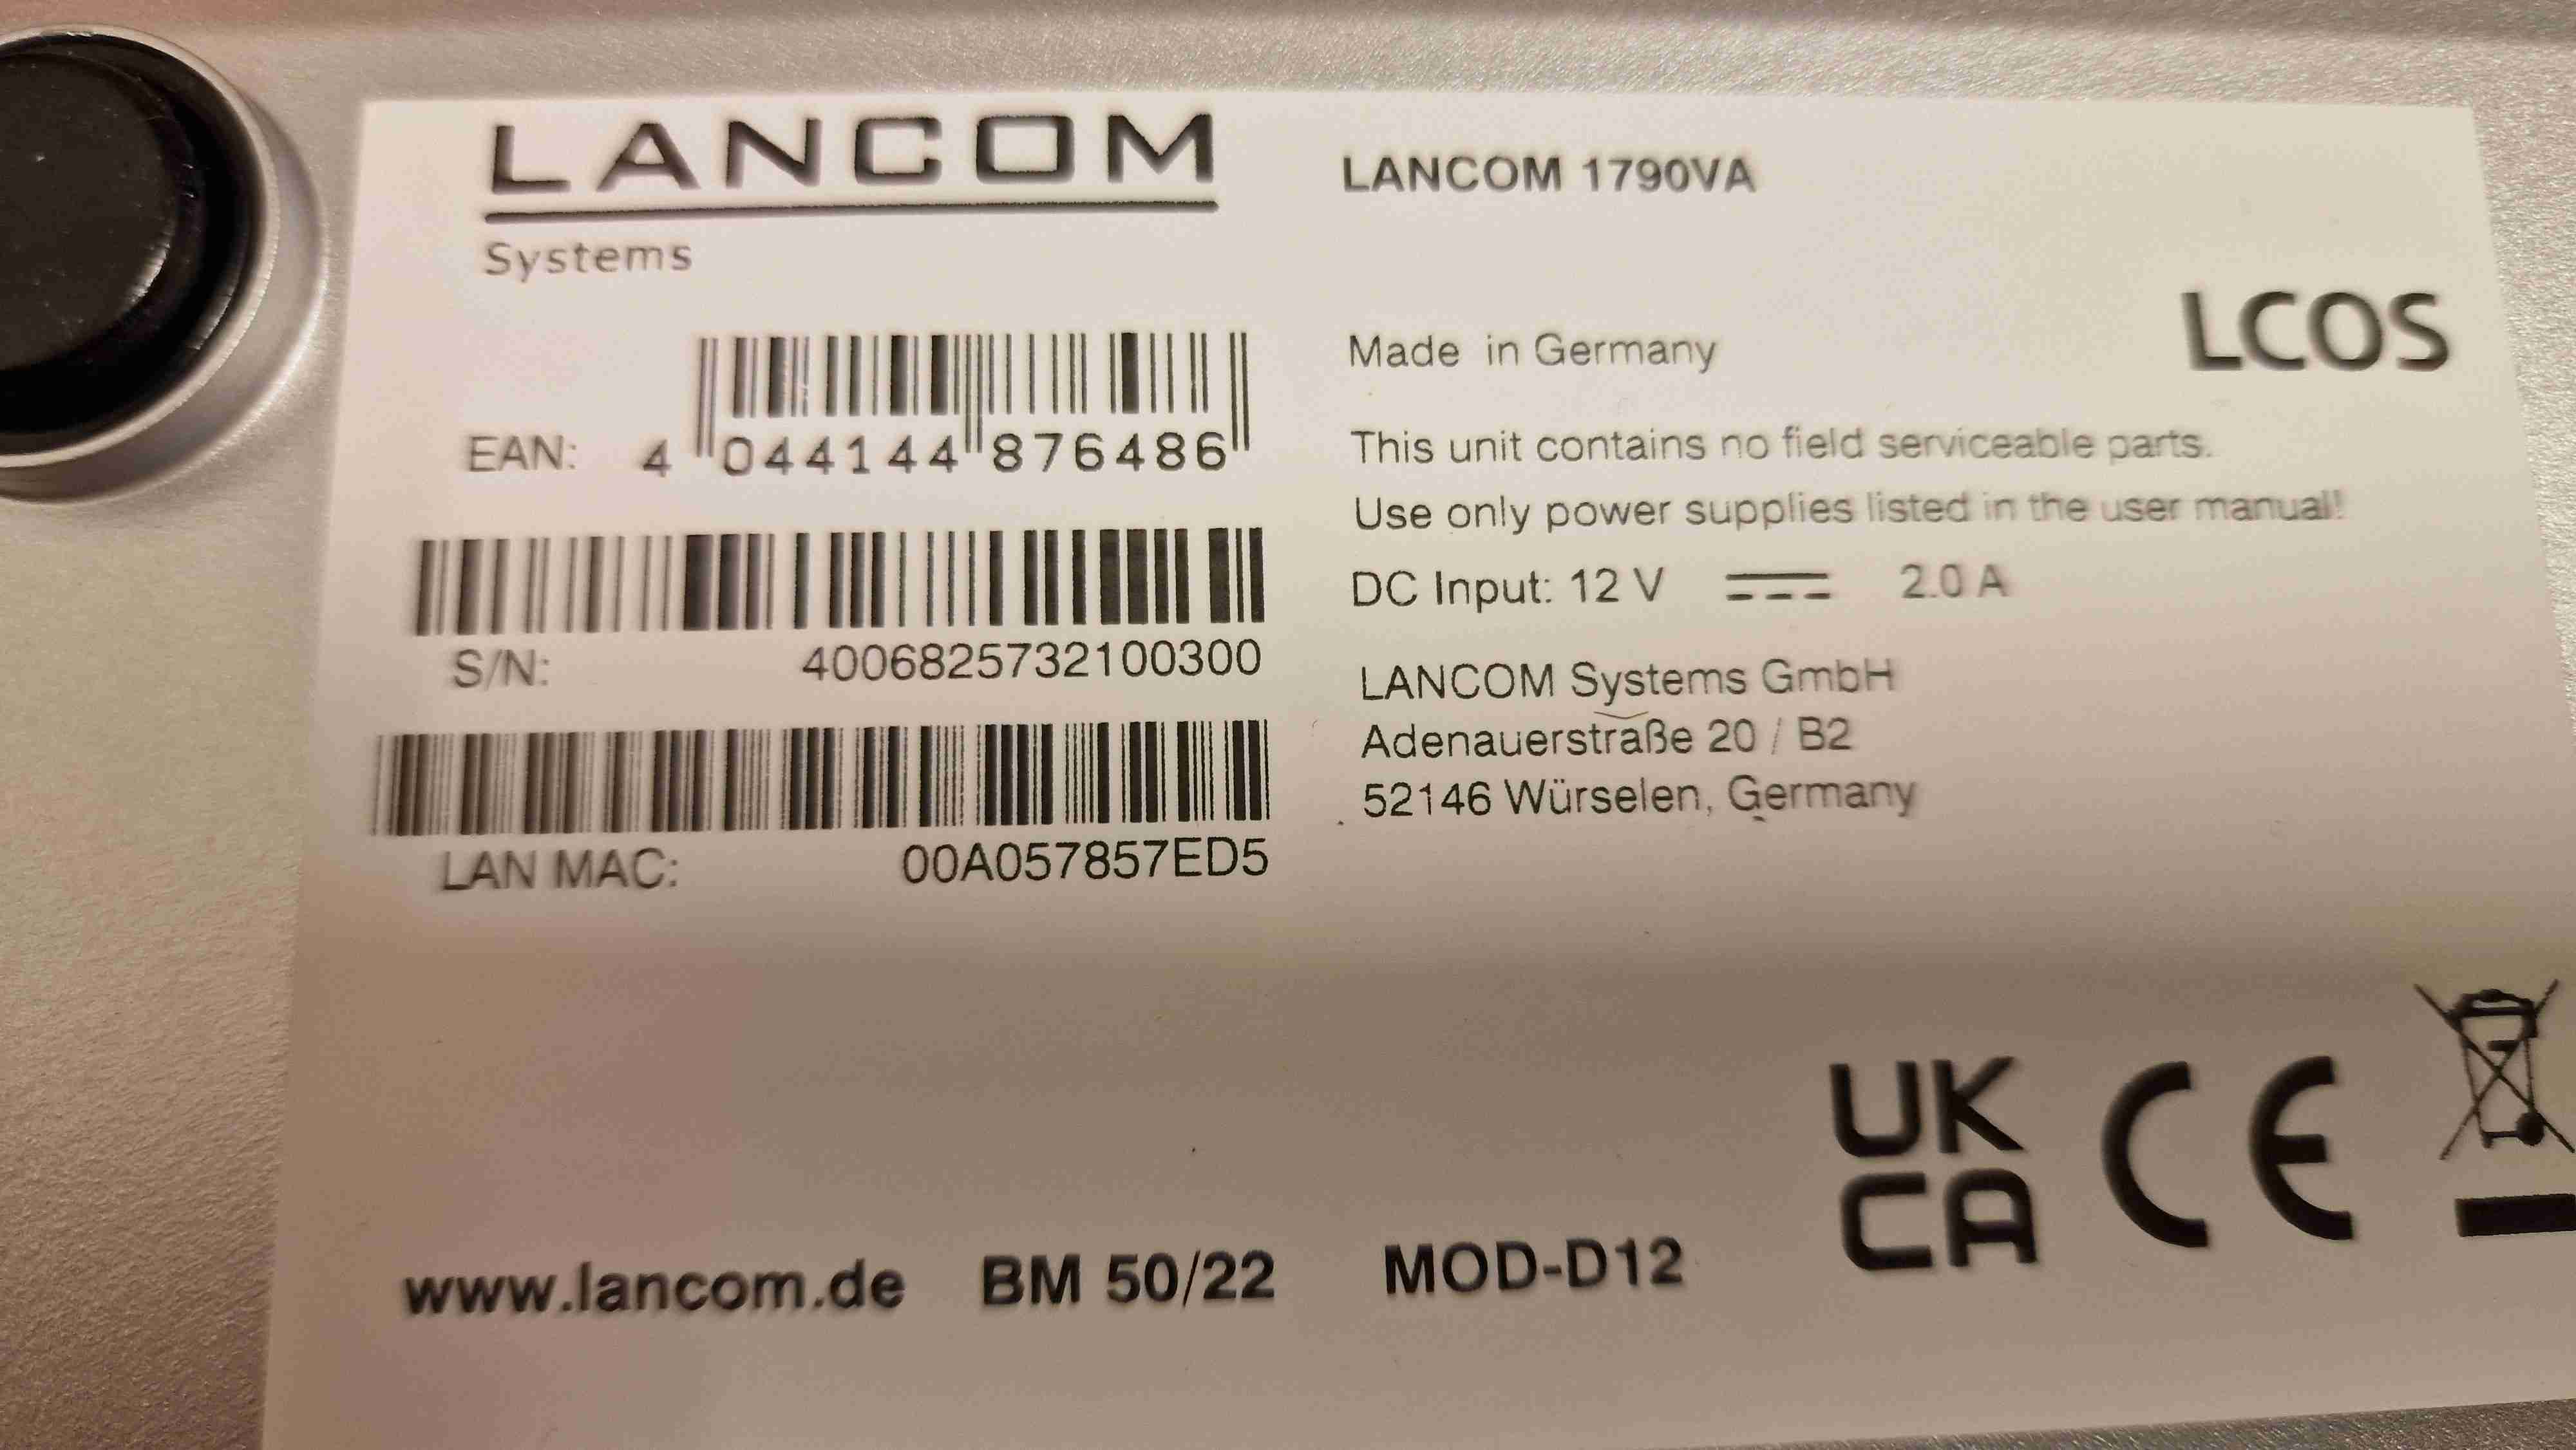 LANCOM
Systems
LANCOM 1790VA
LCOS
EAN: 4 044144 876486
S/N: 4006825732100300
LAN MAC: 00A057857ED5
Made in Germany
This unit contains no field serviceable parts.
Use only power supplies listed in the user manual!
DC Input: 12 V 2.0 A
LANCOM Systems GmbH
Adenauerstraße 20 / B2
52146 Würselen, Germany
www.lancom.de BM 50/22 MOD-D12
UK
CA
CE